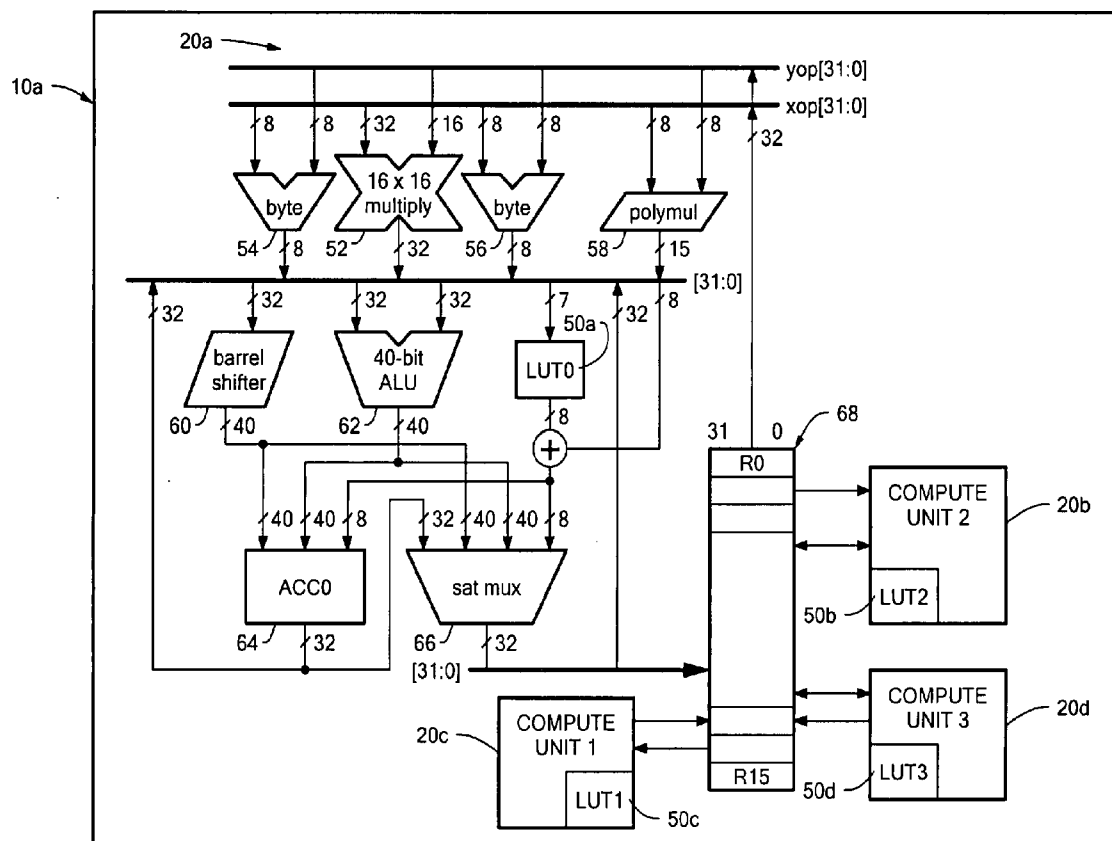 20a
10a
yop[31:0]
xop[31:0]
8
8
32
16
8
8
8
8
32
byte
16 x 16
multiply
byte
polymul
54
8
52
32
56
8
58
15
[31:0]
32
32
32
32
7
32
8
50a
barrel
shifter
40-bit
ALU
LUT0
60
40
62
40
8
+
31
0
68
R0
COMPUTE
UNIT 2
20b
LUT2
50b
40
40
8
32
40
40
8
ACC0
sat mux
64
32
66
32
[31:0]
COMPUTE
UNIT 1
20c
LUT1
50c
R15
COMPUTE
UNIT 3
20d
LUT3
50d